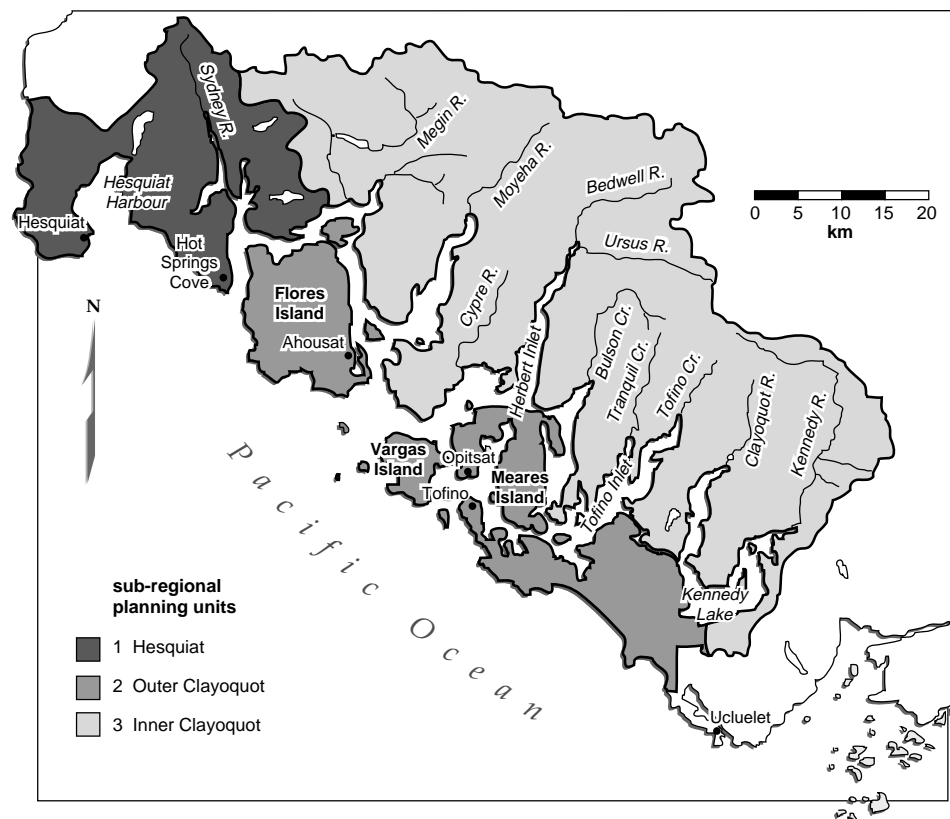 Sydney R.
Megin R.
Moyeha R.
Bedwell R.
Ursus R.
0 5 10 15 20
km
Hesquiat
Harbour
Hesquiat
Hot
Springs
Cove
Flores
Island
Ahousat
N
Cypre R.
Herbert Inlet
Bulson Cr.
Tranquil Cr.
Tofino Cr.
Clayoquot R.
Kennedy R.
Vargas
Island
Opitsat
Meares
Island
Tofino
Tofino Inlet
Kennedy
Lake
Pacific Ocean
Ucluelet
sub-regional
planning units
1 Hesquiat
2 Outer Clayoquot
3 Inner Clayoquot